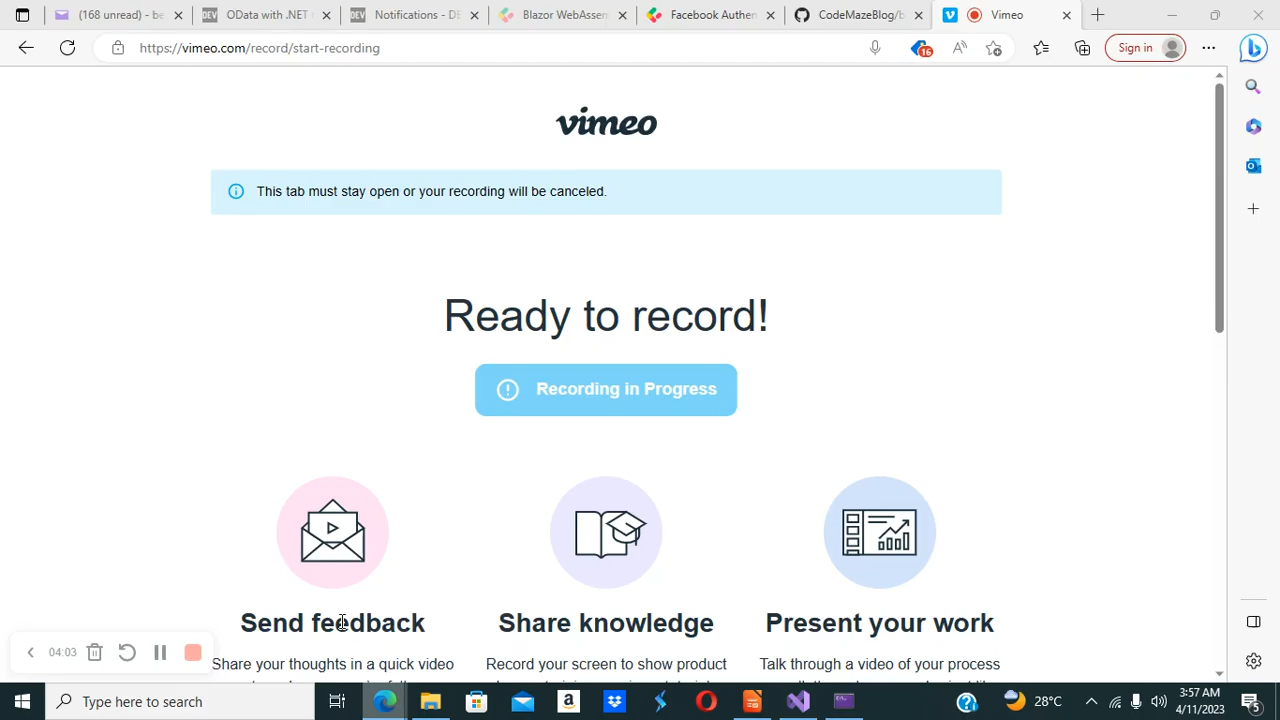 (168 unread) - be
OData with .NET
Notifications - DE
Blazor WebAssem
Facebook Authen
CodeMazeBlog/b
Vimeo
https://vimeo.com/record/start-recording
16
Sign in
vimeo
This tab must stay open or your recording will be canceled.
Ready to record!
Recording in Progress
Send feedback
Share knowledge
Present your work
Share your thoughts in a quick video
Record your screen to show product
Talk through a video of your process
04:03
Type here to search
28°C
3:57 AM
4/11/2023
5